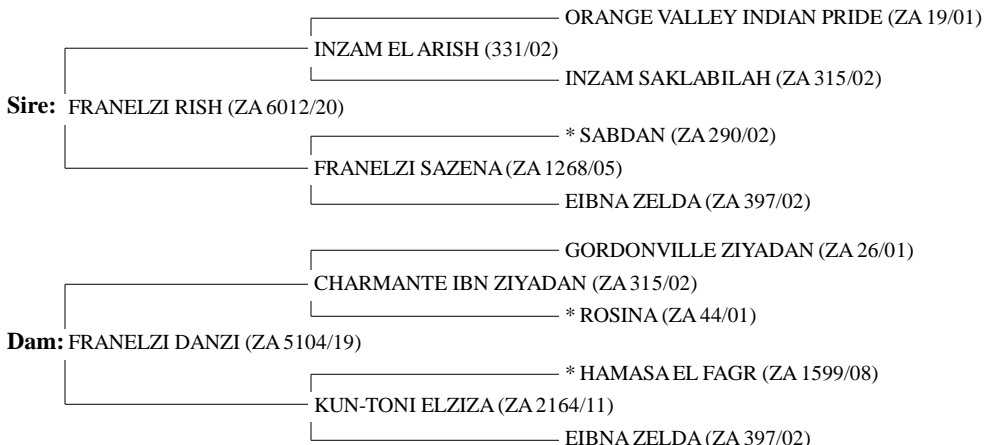 ORANGE VALLEY INDIAN PRIDE (ZA 19/01)
INZAM EL ARISH (331/02)
INZAM SAKLABILAH (ZA 315/02)
Sire: FRANELZI RISH (ZA 6012/20)
* SABDAN (ZA 290/02)
FRANELZI SAZENA (ZA 1268/05)
EIBNA ZELDA (ZA 397/02)
GORDONVILLE ZIYADAN (ZA 26/01)
CHARMANTE IBN ZIYADAN (ZA 315/02)
* ROSINA (ZA 44/01)
Dam: FRANELZI DANZI (ZA 5104/19)
* HAMASA EL FAGR (ZA 1599/08)
KUN-TONI ELZIZA (ZA 2164/11)
EIBNA ZELDA (ZA 397/02)